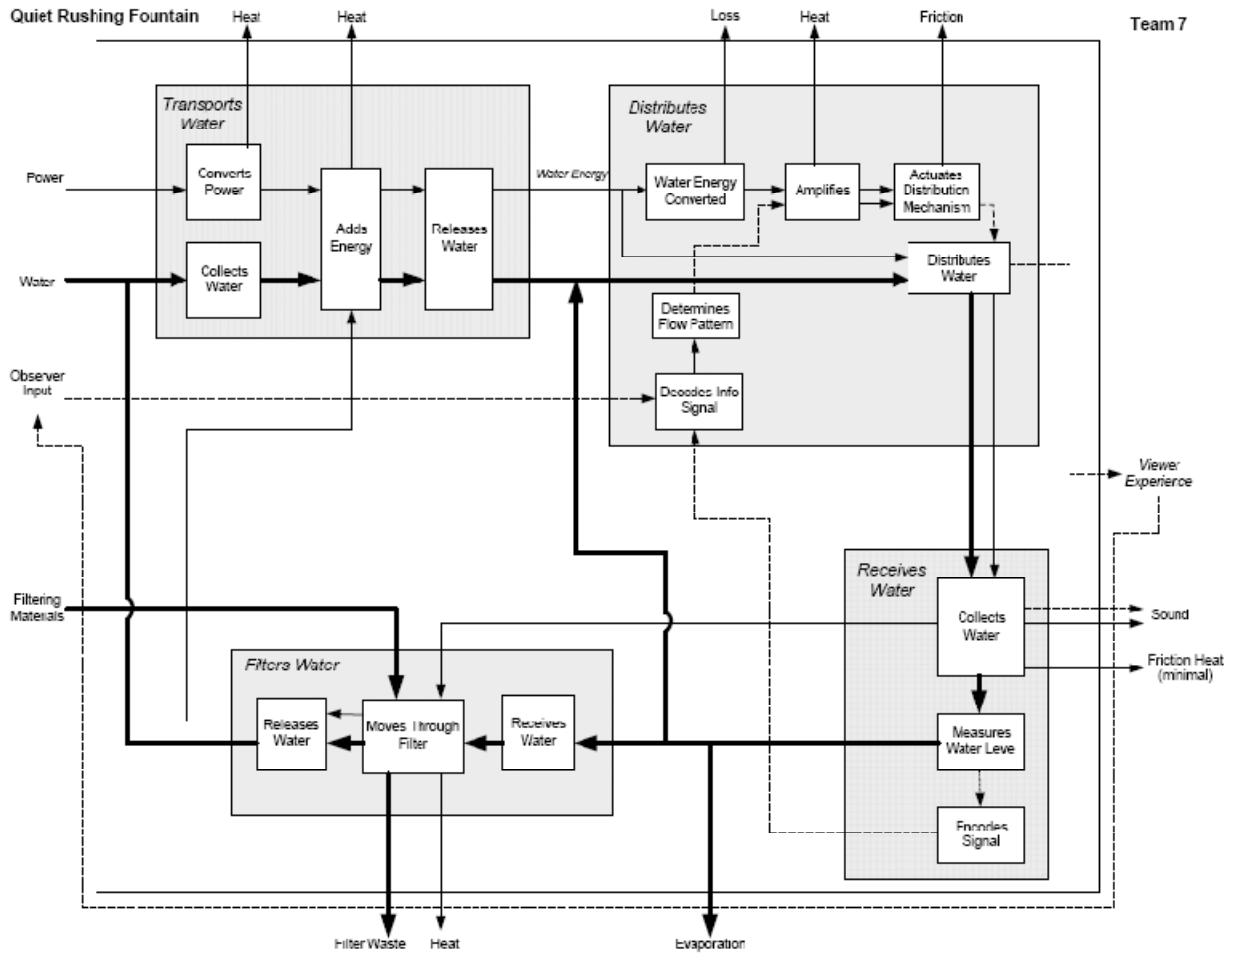 Quiet Rushing Fountain
Heat
Heat
Loss
Heat
Friction
Team 7
Transports
Water
Distributes
Water
Power
Converts
Power
Adds
Energy
Releases
Water
Water Energy
Water Energy
Converted
Amplifies
Actuates
Distribution
Mechanism
Water
Collects
Water
Distributes
Water
Determines
Flow Pattern
Observer
Input
Decodes Info
Signal
Viewer
Experience
Receives
Water
Filtering
Materials
Collects
Water
Sound
Friction Heat
(minimal)
Filters Water
Releases
Water
Moves Through
Filter
Receives
Water
Measures
Water Leve
Encodes
Signal
Filter Waste
Heat
Evaporation